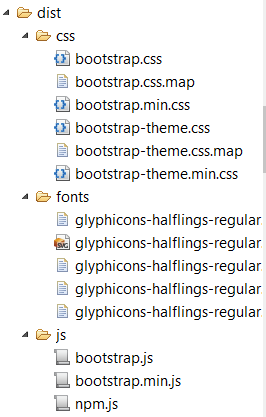 dist
css
bootstrap.css
bootstrap.css.map
bootstrap.min.css
bootstrap-theme.css
bootstrap-theme.css.map
bootstrap-theme.min.css
fonts
glyphicons-halflings-regular
SVG glyphicons-halflings-regular
glyphicons-halflings-regular
glyphicons-halflings-regular
glyphicons-halflings-regular
js
bootstrap.js
bootstrap.min.js
npm.js